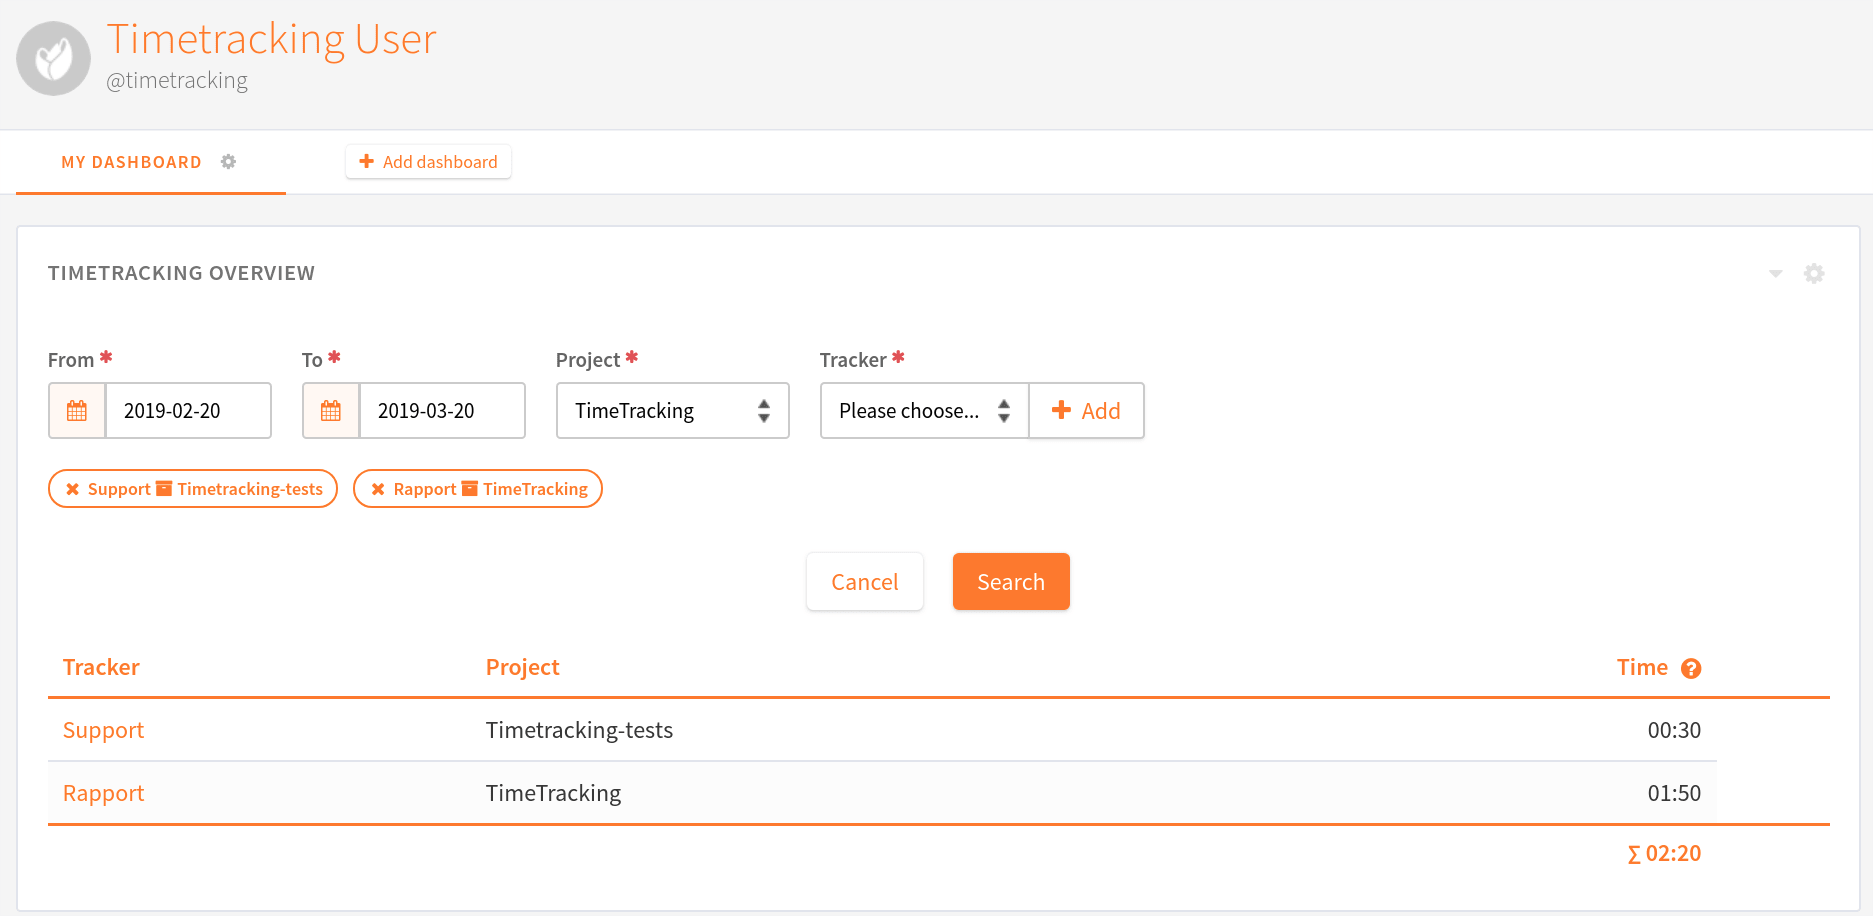 Timetracking User
@timetracking
MY DASHBOARD
Add dashboard
TIMETRACKING OVERVIEW
From * To * Project * Tracker *
2019-02-20 2019-03-20 TimeTracking Please choose... Add
Support Timetracking-tests Rapport TimeTracking
Cancel Search
Tracker Project Time ?
Support Timetracking-tests 00:30
Rapport TimeTracking 01:50
∑ 02:20